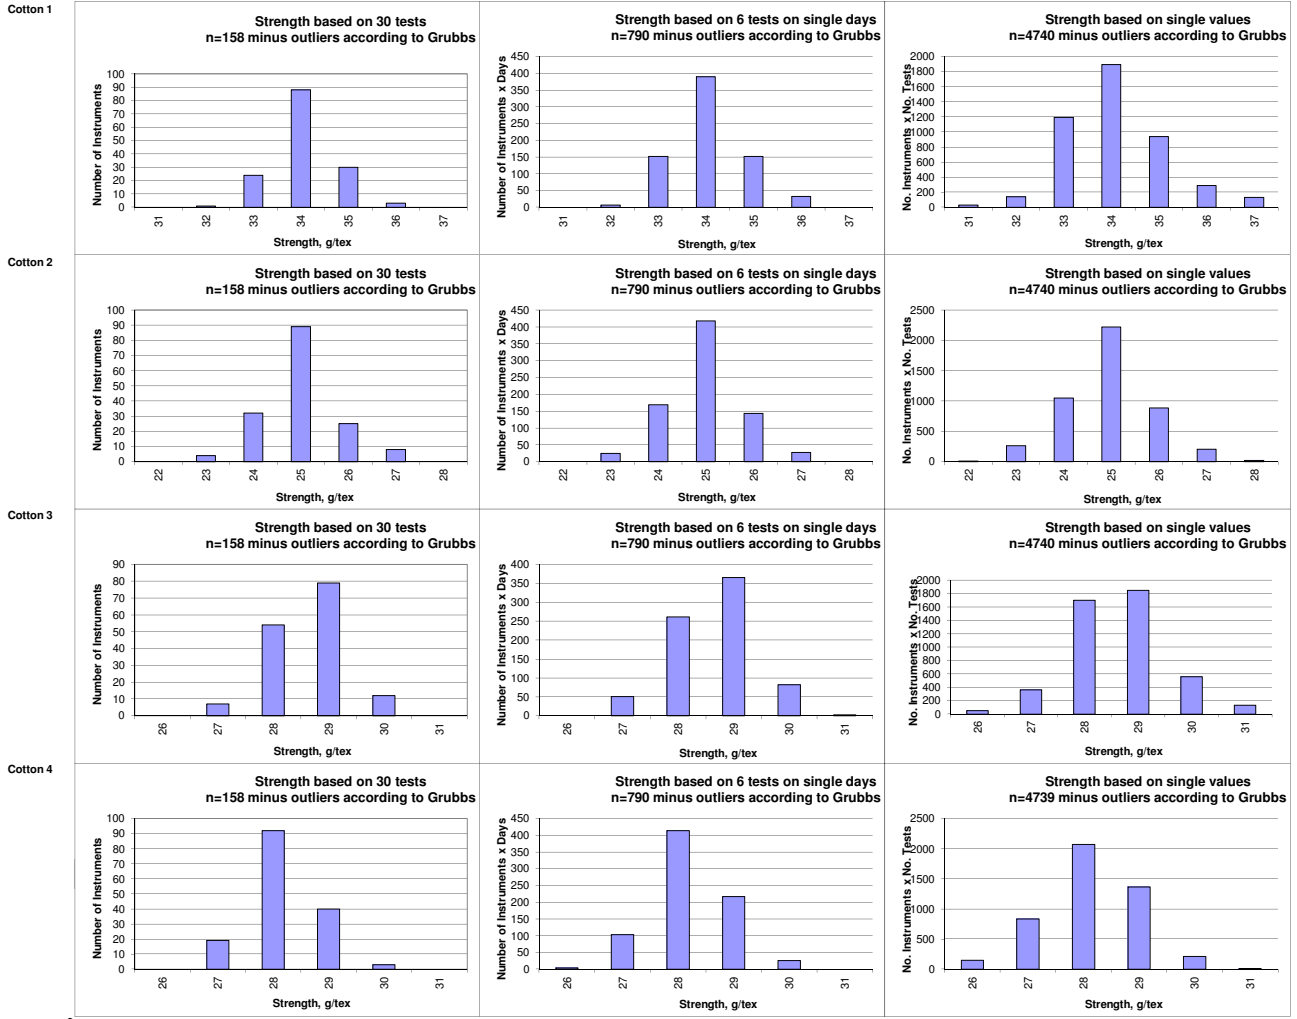 Cotton 1
Strength based on 30 tests
n=158 minus outliers according to Grubbs
Number of Instruments
100
90
80
70
60
50
40
30
20
10
0
31 32 33 34 35 36 37
Strength, g/tex
Strength based on 6 tests on single days
n=790 minus outliers according to Grubbs
Number of Instruments x Days
450
400
350
300
250
200
150
100
50
0
31 32 33 34 35 36 37
Strength, g/tex
Strength based on single values
n=4740 minus outliers according to Grubbs
No. Instruments x No. Tests
2000
1800
1600
1400
1200
1000
800
600
400
200
0
31 32 33 34 35 36 37
Strength, g/tex
Cotton 2
Strength based on 30 tests
n=158 minus outliers according to Grubbs
Number of Instruments
100
90
80
70
60
50
40
30
20
10
0
22 23 24 25 26 27 28
Strength, g/tex
Strength based on 6 tests on single days
n=790 minus outliers according to Grubbs
Number of Instruments x Days
450
400
350
300
250
200
150
100
50
0
22 23 24 25 26 27 28
Strength, g/tex
Strength based on single values
n=4740 minus outliers according to Grubbs
No. Instruments x No. Tests
2500
2000
1500
1000
500
0
22 23 24 25 26 27 28
Strength, g/tex
Cotton 3
Strength based on 30 tests
n=158 minus outliers according to Grubbs
Number of Instruments
90
80
70
60
50
40
30
20
10
0
26 27 28 29 30 31
Strength, g/tex
Strength based on 6 tests on single days
n=790 minus outliers according to Grubbs
Number of Instruments x Days
400
350
300
250
200
150
100
50
0
26 27 28 29 30 31
Strength, g/tex
Strength based on single values
n=4740 minus outliers according to Grubbs
No. Instruments x No. Tests
2000
1800
1600
1400
1200
1000
800
600
400
200
0
26 27 28 29 30 31
Strength, g/tex
Cotton 4
Strength based on 30 tests
n=158 minus outliers according to Grubbs
Number of Instruments
100
90
80
70
60
50
40
30
20
10
0
26 27 28 29 30 31
Strength, g/tex
Strength based on 6 tests on single days
n=790 minus outliers according to Grubbs
Number of Instruments x Days
450
400
350
300
250
200
150
100
50
0
26 27 28 29 30 31
Strength, g/tex
Strength based on single values
n=4739 minus outliers according to Grubbs
No. Instruments x No. Tests
2500
2000
1500
1000
500
0
26 27 28 29 30 31
Strength, g/tex